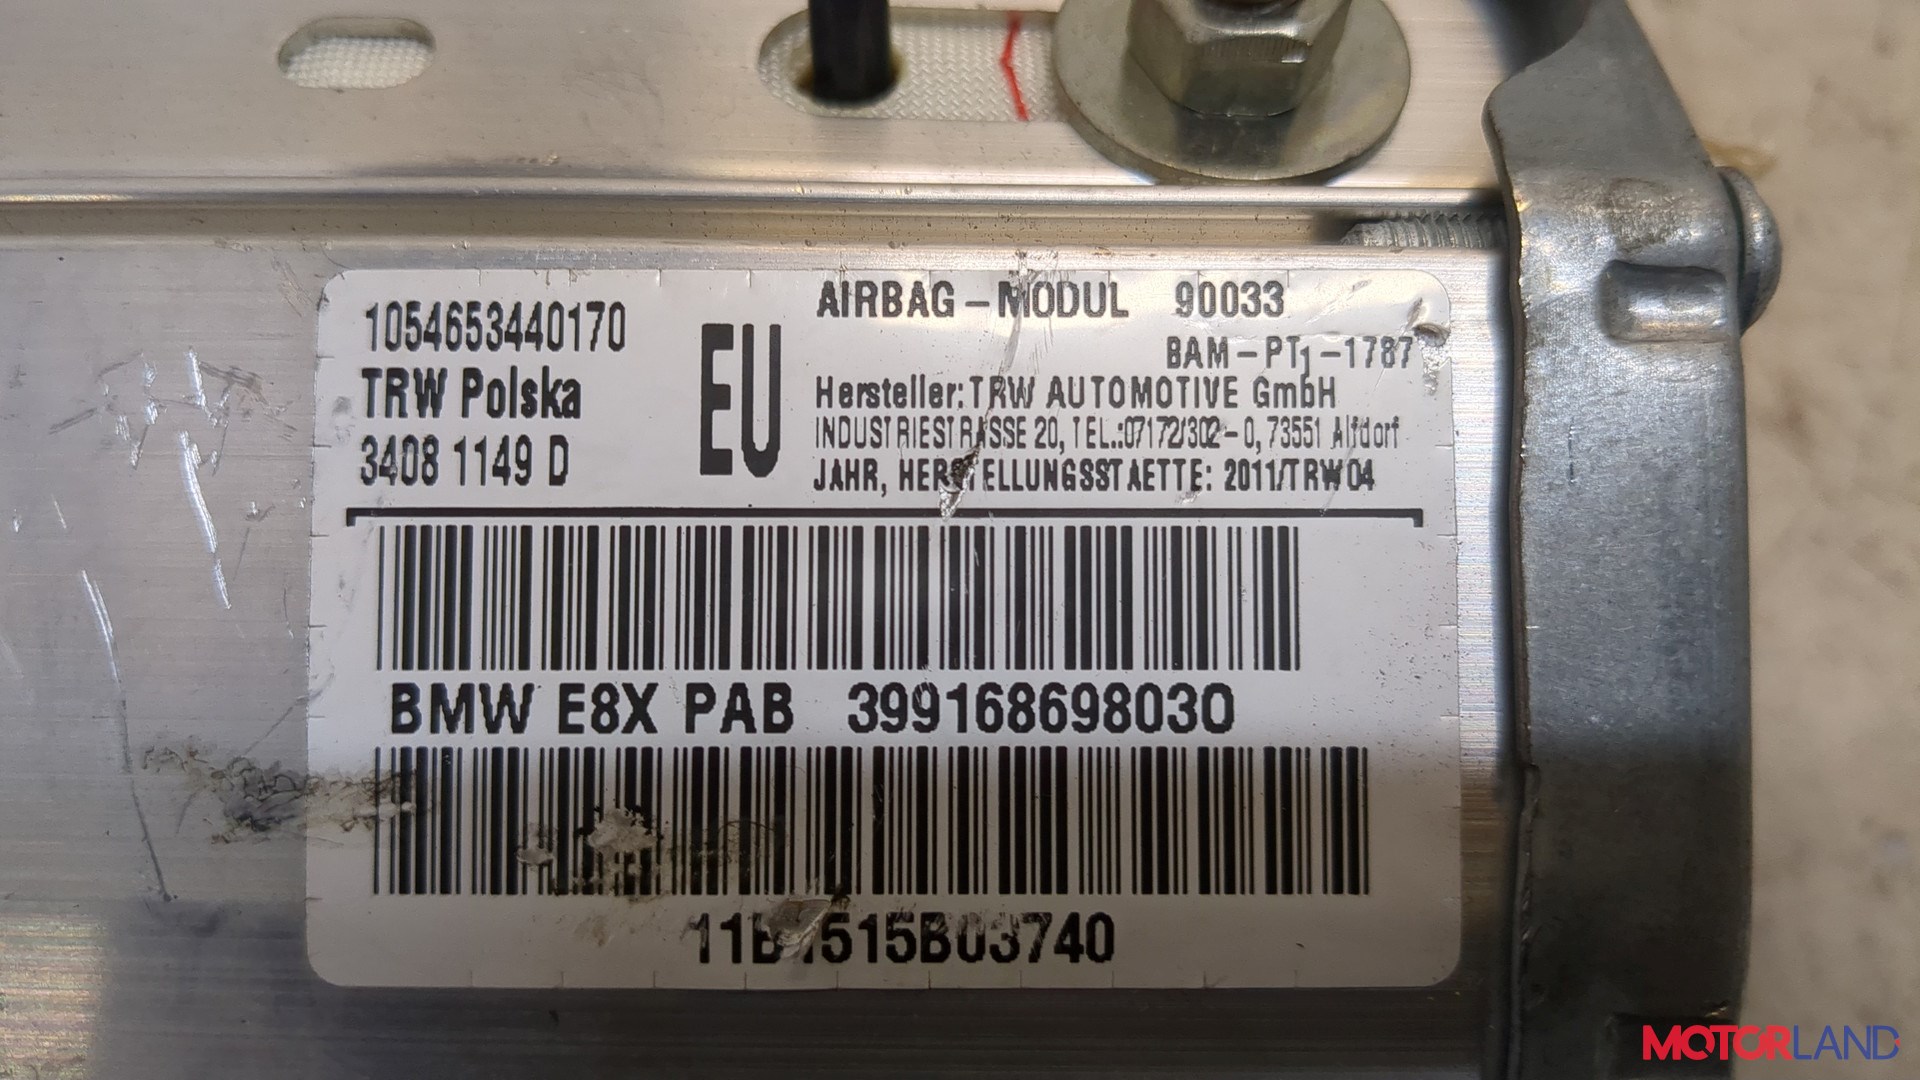 1054653440170
TRW Polska
3408 1149 D
EU
AIRBAG-MODUL 90033
BAM-PT1-1787
Hersteller: TRW AUTOMOTIVE GmbH
INDUSTRIESTRASSE 20, TEL.:07172/302-0, 73551 Alfdorf
JAHR, HERSTELLUNGSSTAETTE: 2011/TRW04
BMW E8X PAB 399168698030
MOTORLAND